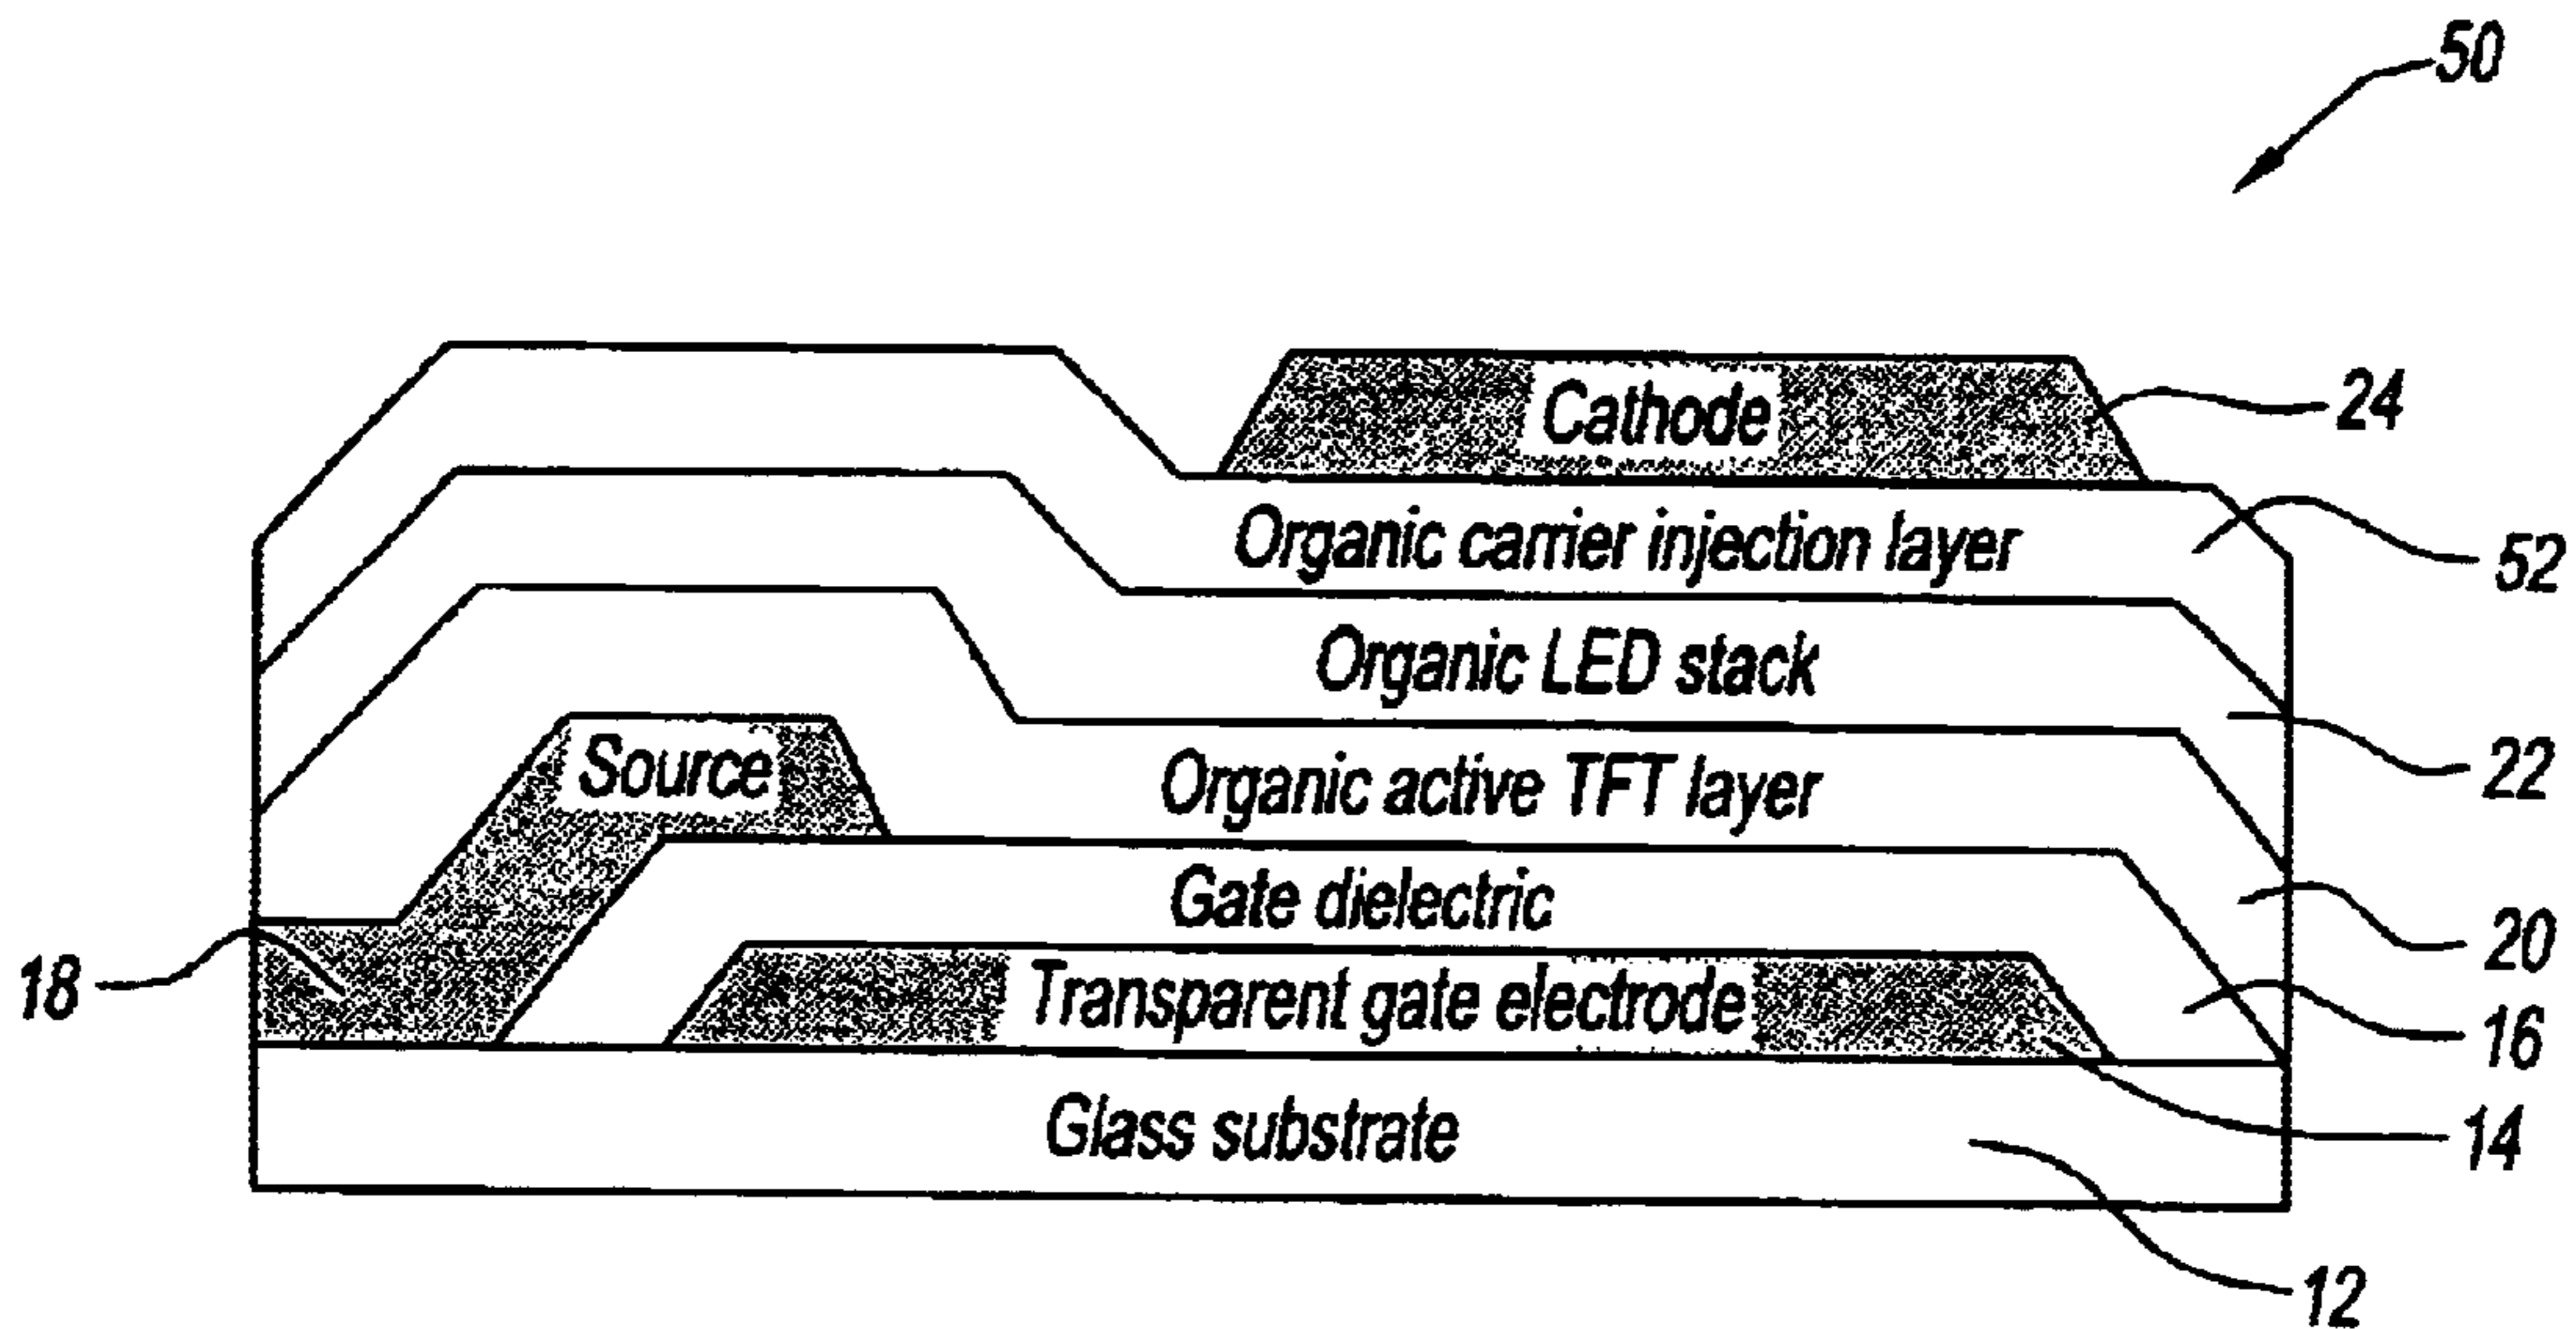 50
Cathode
24
Organic carrier injection layer
52
Organic LED stack
22
Source
Organic active TFT layer
Gate dielectric
20
18
Transparent gate electrode
16
Glass substrate
14
12